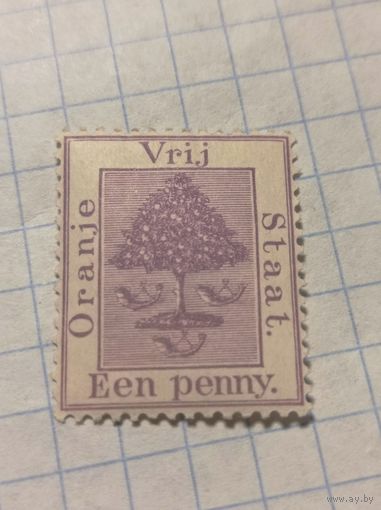 Oranje
Vrij
Staat.
Een penny.
www.ay.by